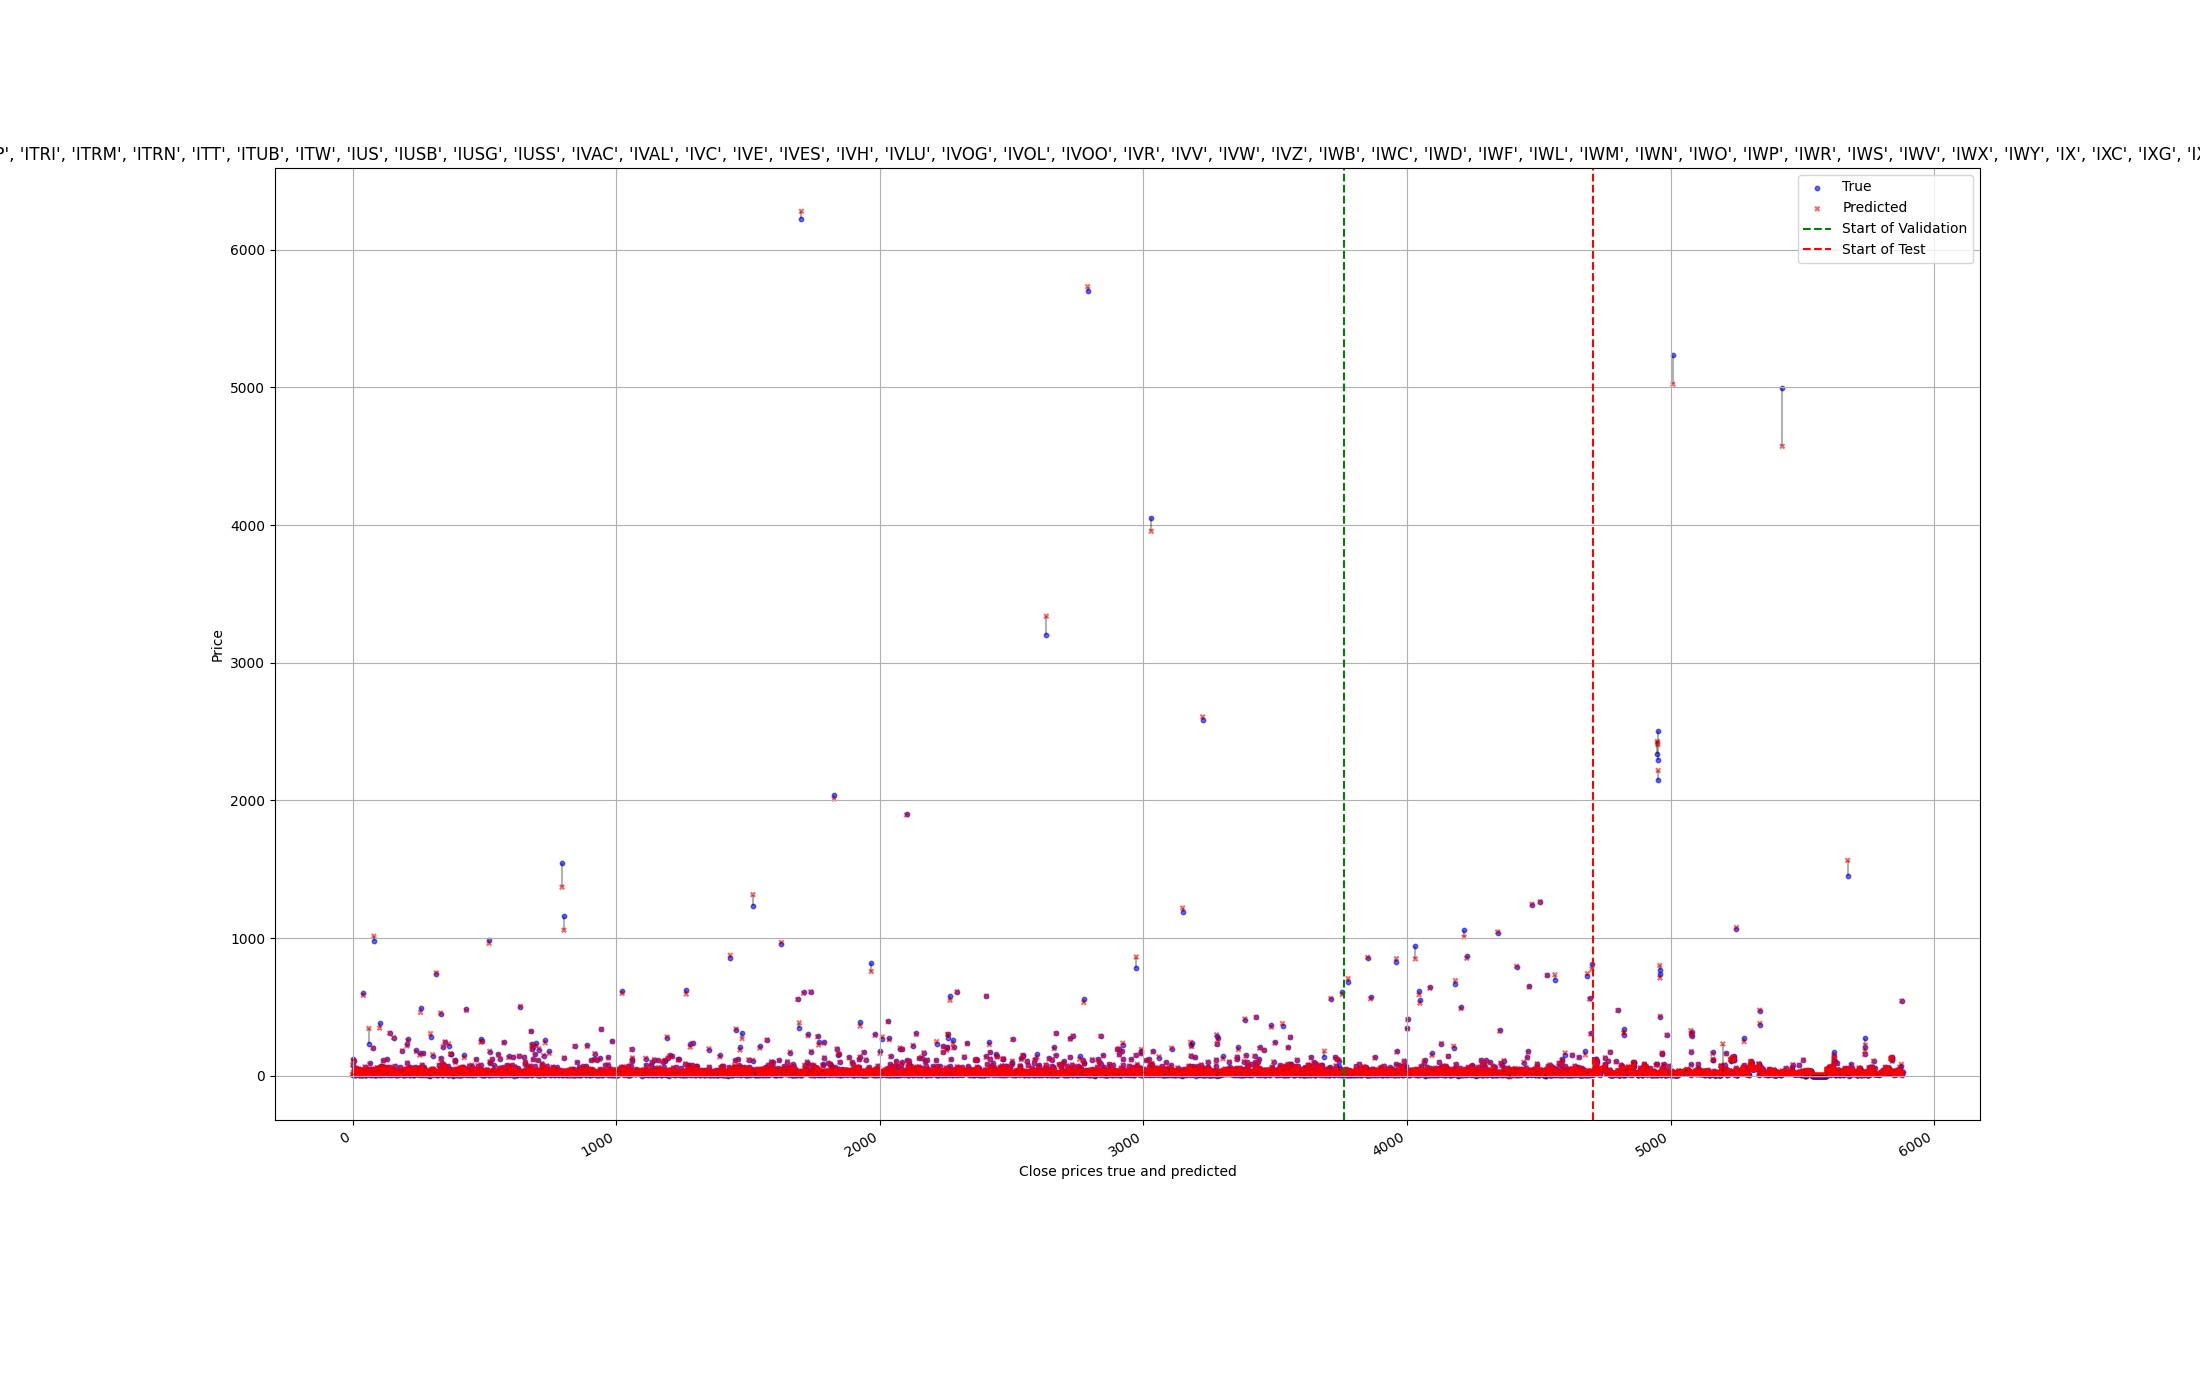 ', 'ITRI', 'ITRM', 'ITRN', 'ITT', 'ITUB', 'ITW', 'IUS', 'IUSB', 'IUSG', 'IUSS', 'IVAC', 'IVAL', 'IVC', 'IVE', 'IVES', 'IVH', 'IVLU', 'IVOG', 'IVOL', 'IVOO', 'IVR', 'IVV', 'IVW', 'IVZ', 'IWB', 'IWC', 'IWD', 'IWF', 'IWL', 'IWM', 'IWN', 'IWO', 'IWP', 'IWR', 'IWS', 'IWV', 'IWX', 'IWY', 'IX', 'IXC', 'IXG',
True
Predicted
Start of Validation
Start of Test
6000
5000
4000
3000
2000
1000
0
Price
0
1000
2000
3000
4000
5000
6000
Close prices true and predicted